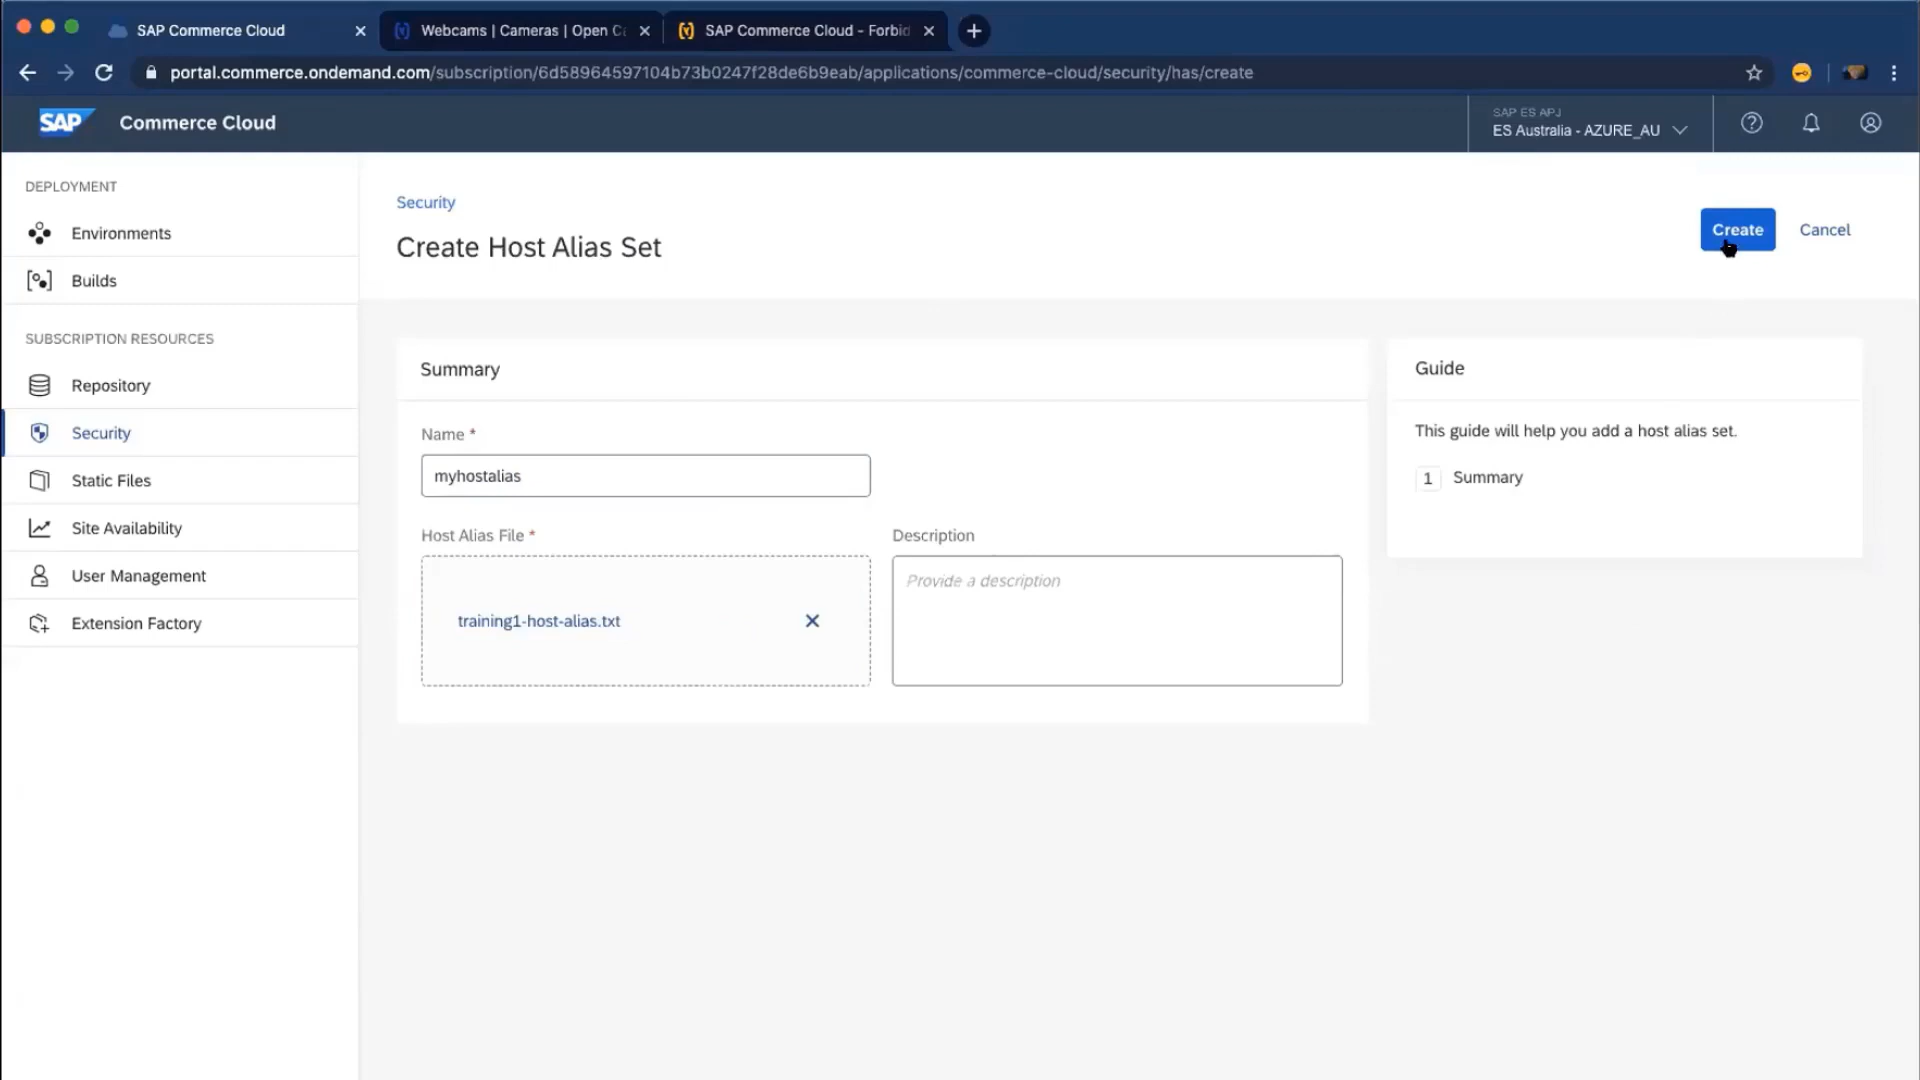 SAP Commerce Cloud
Webcams | Cameras | Open C
SAP Commerce Cloud - Forbid
portal.commerce.ondemand.com/subscription/6d58964597104b73b0247f28de6b9eab/applications/commerce-cloud/security/has/create
SAP Commerce Cloud
SAP ES APJ
ES Australia - AZURE_AU
DEPLOYMENT
Environments
Builds
SUBSCRIPTION RESOURCES
Repository
Security
Static Files
Site Availability
User Management
Extension Factory
Security
Create Host Alias Set
Create Cancel
Summary
Name *
myhostalias
Host Alias File *
training1-host-alias.txt
Description
Provide a description
Guide
This guide will help you add a host alias set.
1 Summary